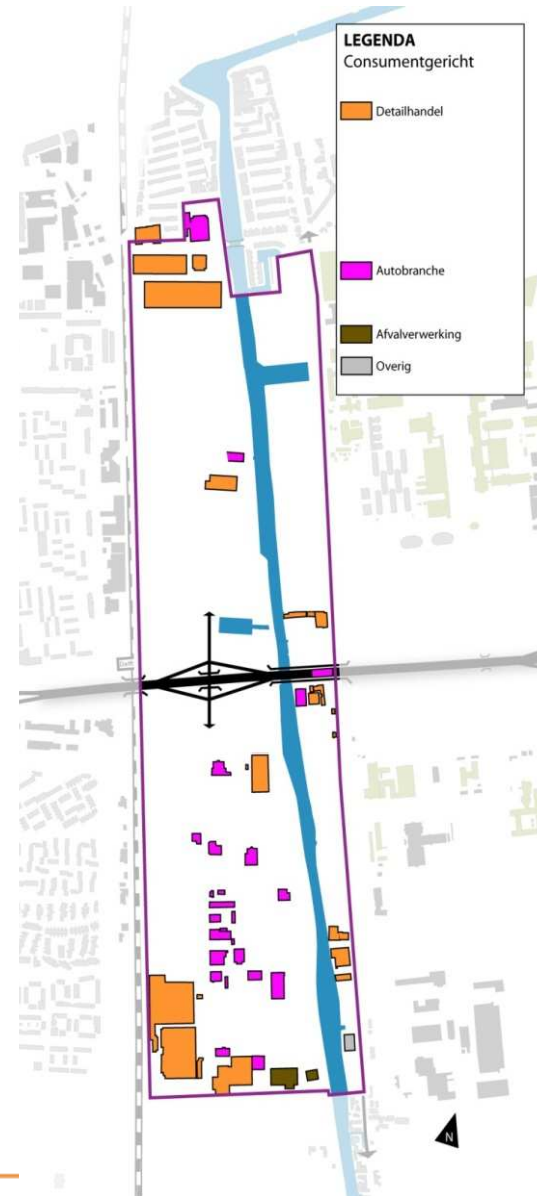 LEGENDA
Consumentgericht
Detailhandel
Autobranche
Afvalverwerking
Overig
N